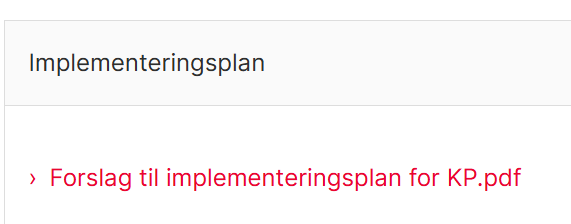 Implementeringsplan
› Forslag til implementeringsplan for KP.pdf